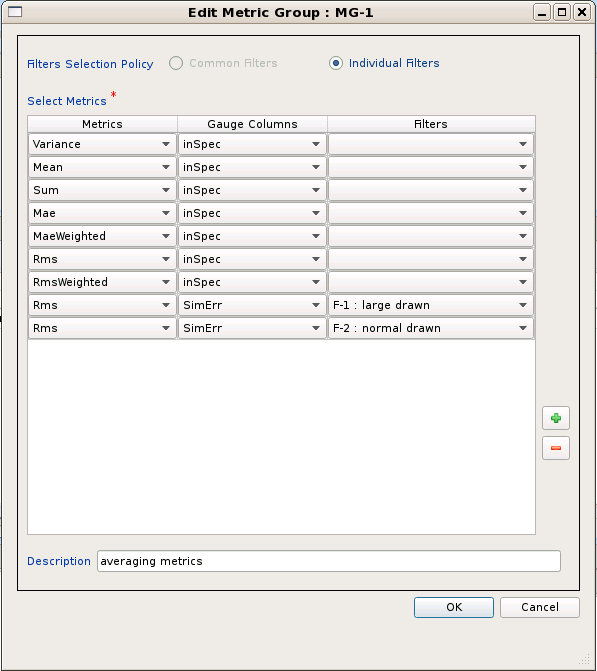 Edit Metric Group : MG-1
Filters Selection Policy Common Filters Individual Filters
Select Metrics *
Metrics Gauge Columns Filters
Variance inSpec
Mean inSpec
Sum inSpec
Mae inSpec
MaeWeighted inSpec
Rms inSpec
RmsWeighted inSpec
Rms SimErr F-1 : large drawn
Rms SimErr F-2 : normal drawn
Description averaging metrics
OK Cancel